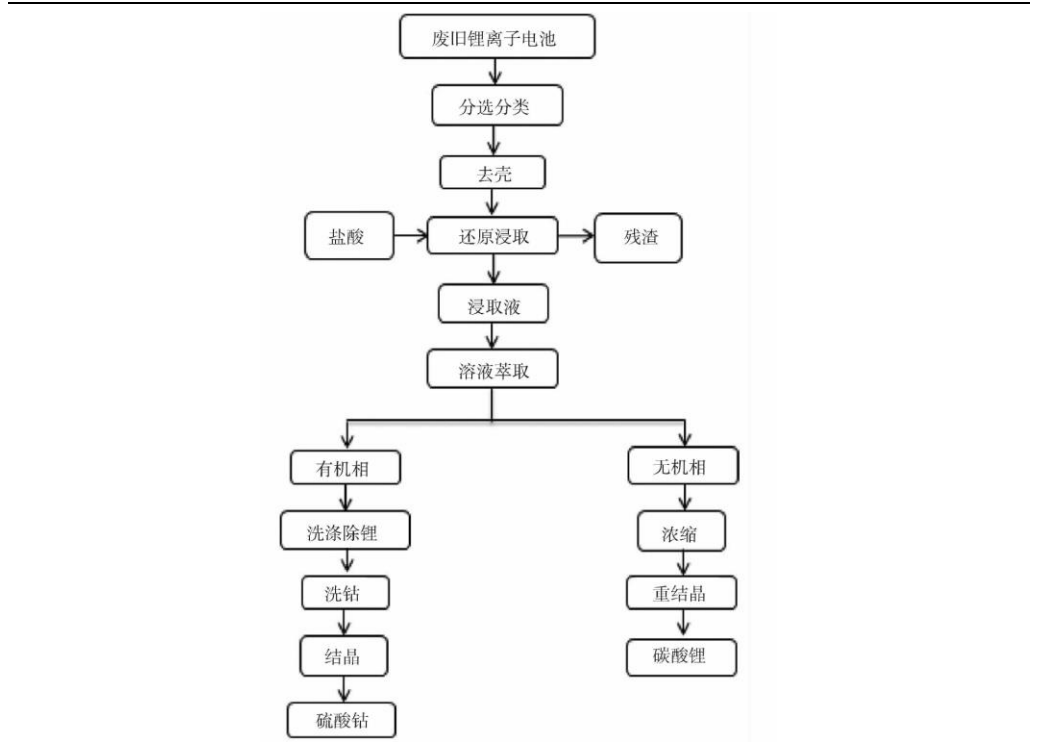 废旧锂离子电池
分选分类
去壳
盐酸
还原浸取
残渣
浸取液
溶液萃取
有机相
无机相
洗涤除锂
浓缩
洗钴
重结晶
结晶
碳酸锂
硫酸钴